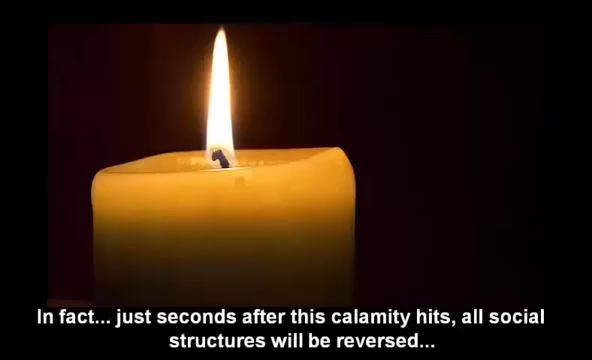 In fact... just seconds after this calamity hits, all social
structures will be reversed...